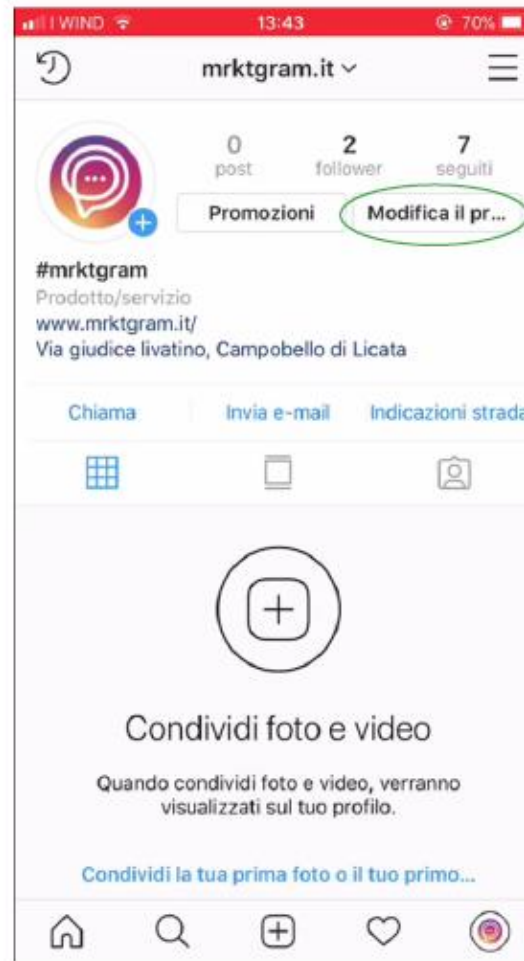 WIND 13:43 70%
mrktgram.it
0 2 7
post follower seguiti
Promozioni Modifica il pr...
#mrktgram
Prodotto/servizio
www.mrktgram.it/
Via giudice livatino, Campobello di Licata
Chiama Invia e-mail Indicazioni strada
Condividi foto e video
Quando condividi foto e video, verranno
visualizzati sul tuo profilo.
Condividi la tua prima foto o il tuo primo...